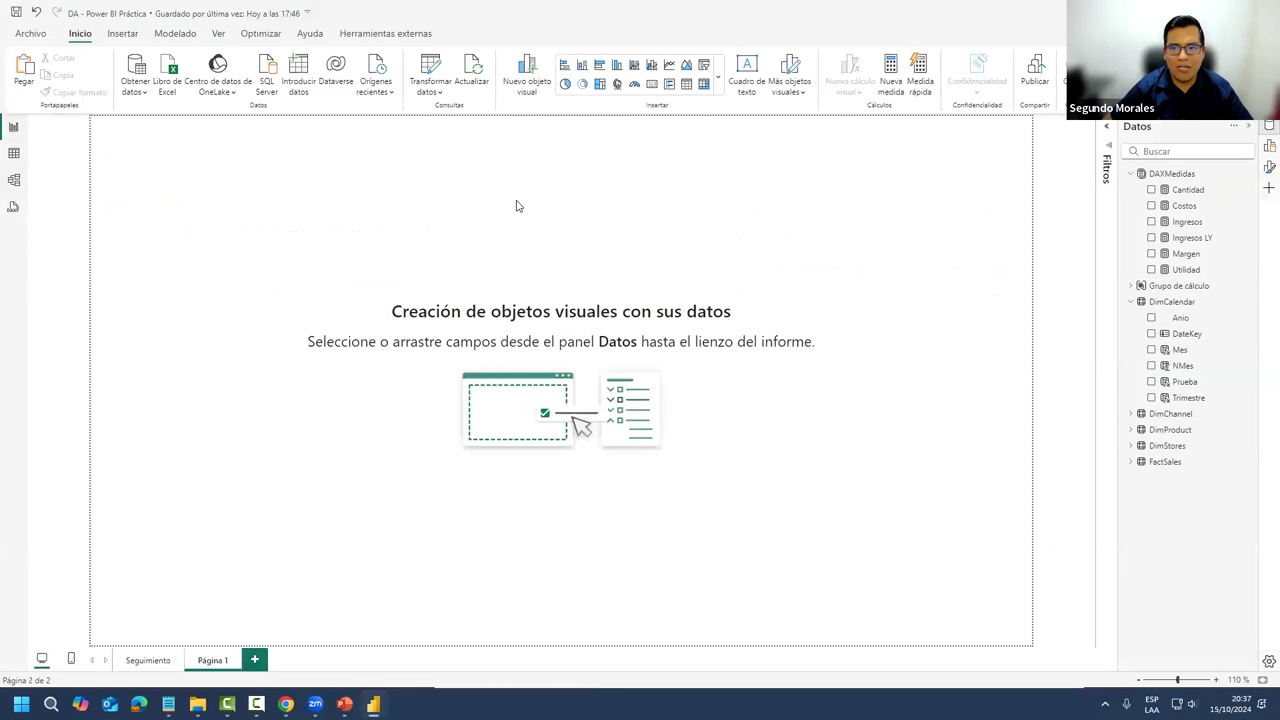 DA - Power BI Práctica • Guardado por última vez: Hoy a las 17:46
Archivo Inicio Insertar Modelado Ver Optimizar Ayuda Herramientas externas
Pegar
Cortar
Copia
Copiar formato
Portapapeles
Obtener datos
Libro de Excel
Centro de datos de OneLake
SQL Server
Introducir datos
Dataverse
Orígenes recientes
Datos
Transformar datos
Actualizar
Consultas
Nuevo objeto visual
Cuadro de texto
Más objetos visuales
Insertar
Nuevo cálculo visual
Nueva medida
Medida rápida
Cálculos
Confidencialidad
Confidencialidad
Publicar
Compartir
Segundo Morales
Filtros
Datos
Buscar
DAXMedidas
Cantidad
Costos
Ingresos
Ingresos LY
Margen
Utilidad
Grupo de cálculo
DimCalendar
Anio
DateKey
Mes
NMes
Prueba
Trimestre
DimChannel
DimProduct
DimStores
FactSales
Creación de objetos visuales con sus datos
Seleccione o arrastre campos desde el panel Datos hasta el lienzo del informe.
Seguimiento Página 1
Página 2 de 2
110 %
ESP
LAA
20:37
15/10/2024